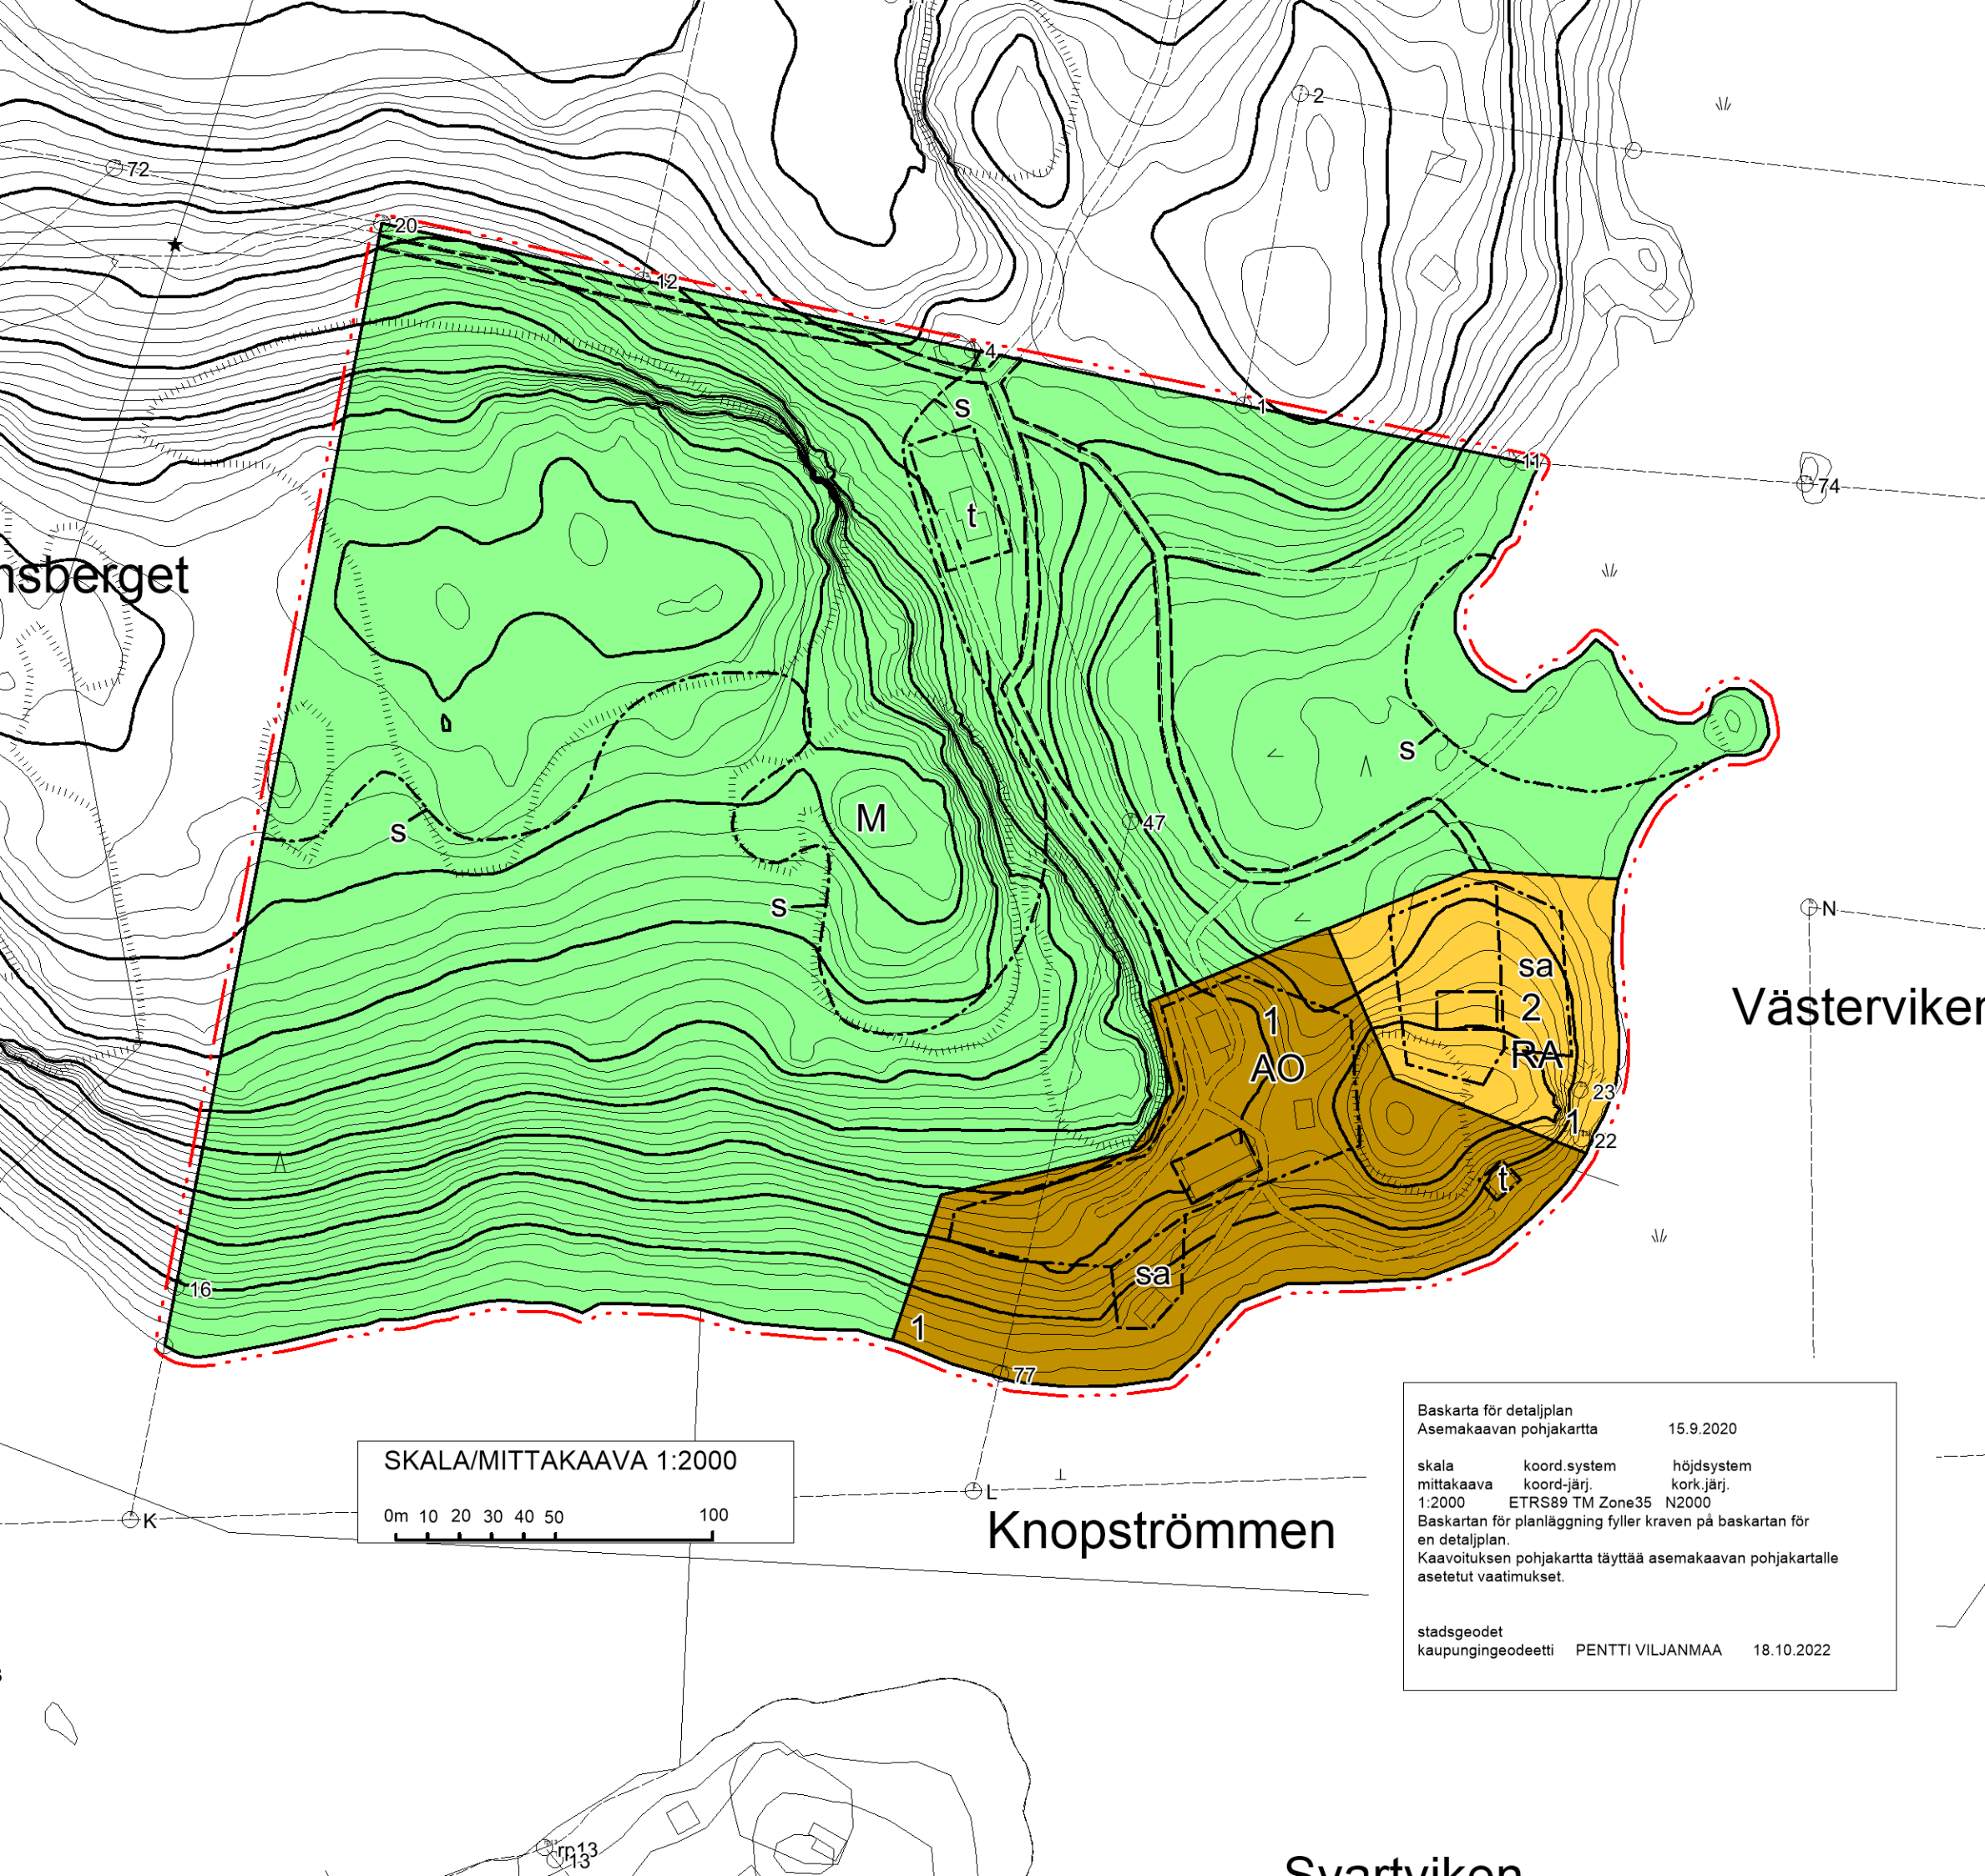 2
72
20
12
4
1
11
74
s
t
nsberget
s
M
47
s
s
N
sa
2
RA
Västerviken
1
AO
23
1
22
t
sa
16
1
77
SKALA/MITTAKAAVA 1:2000
0m 10 20 30 40 50 100
K
L
Knopströmmen
Baskarta för detaljplan
Asemakaavan pohjakartta 15.9.2020
skala koord.system höjdsystem
mittakaava koord-järj. kork.järj.
1:2000 ETRS89 TM Zone35 N2000
Baskartan för planläggning fyller kraven på baskartan för
en detaljplan.
Kaavoituksen pohjakartta täyttää asemakaavan pohjakartalle
asetetut vaatimukset.
stadsgeodet
kaupungingeodeetti PENTTI VILJANMAA 18.10.2022
rp13
13
Svartviken